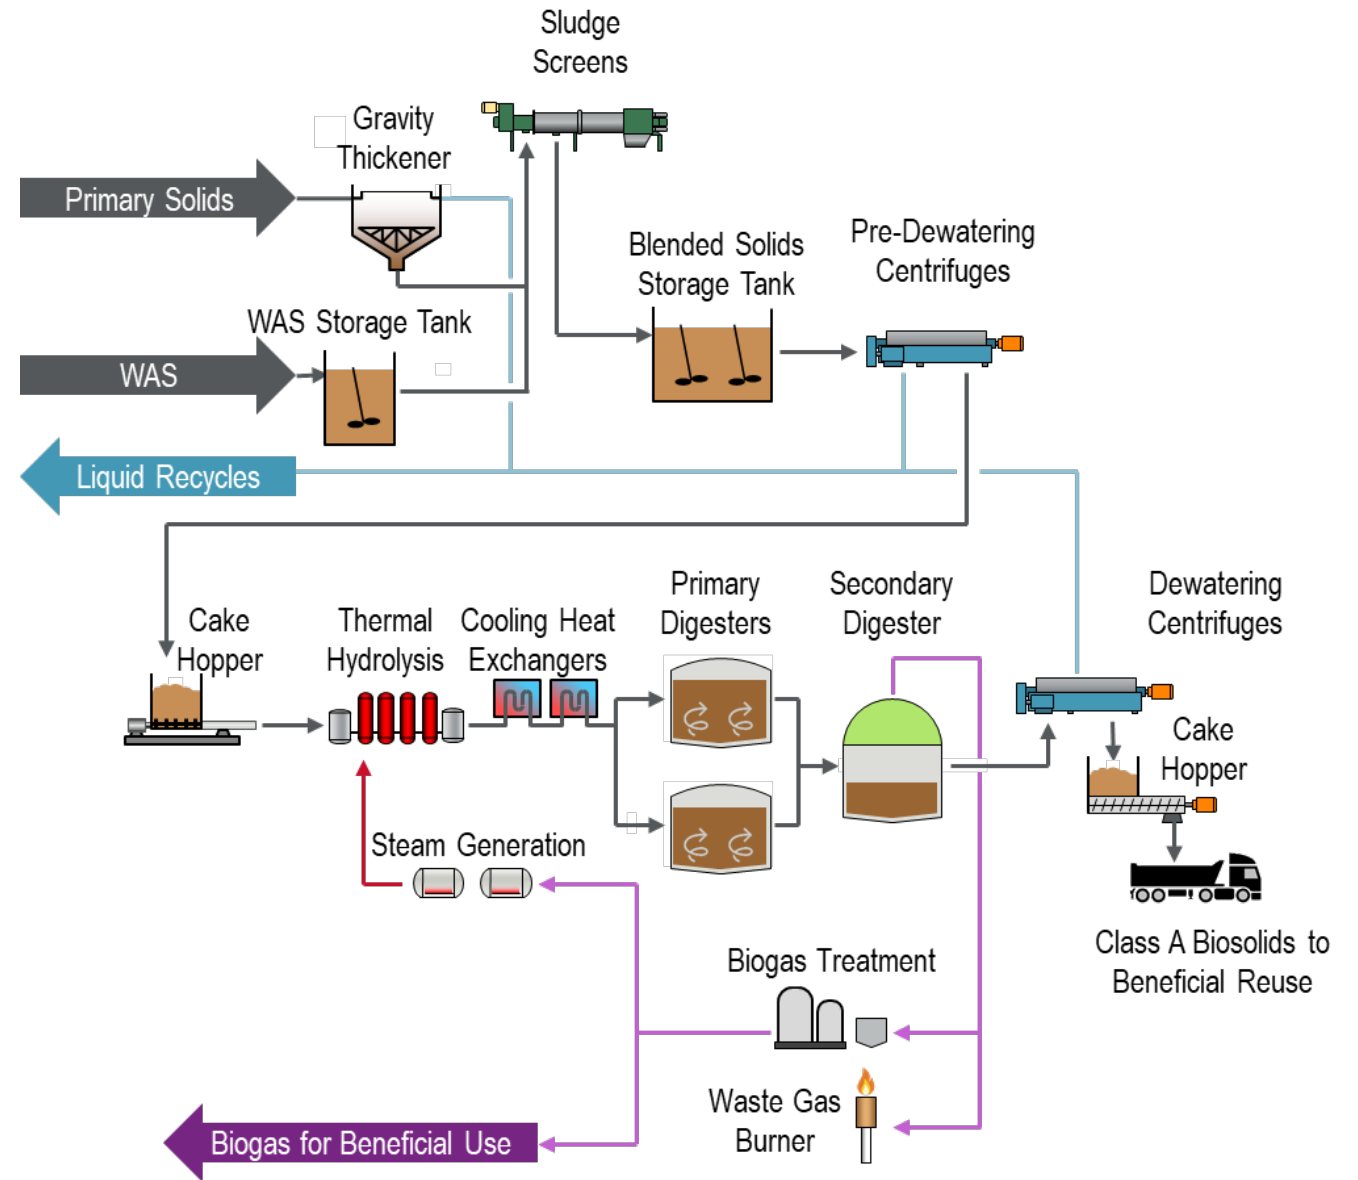 Sludge
Screens
Gravity
Thickener
Primary Solids
Blended Solids
Storage Tank
Pre-Dewatering
Centrifuges
WAS Storage Tank
WAS
Liquid Recycles
Cake
Hopper
Thermal
Hydrolysis
Cooling Heat
Exchangers
Primary
Digesters
Secondary
Digester
Dewatering
Centrifuges
Cake
Hopper
Steam Generation
Class A Biosolids to
Beneficial Reuse
Biogas Treatment
Waste Gas
Burner
Biogas for Beneficial Use